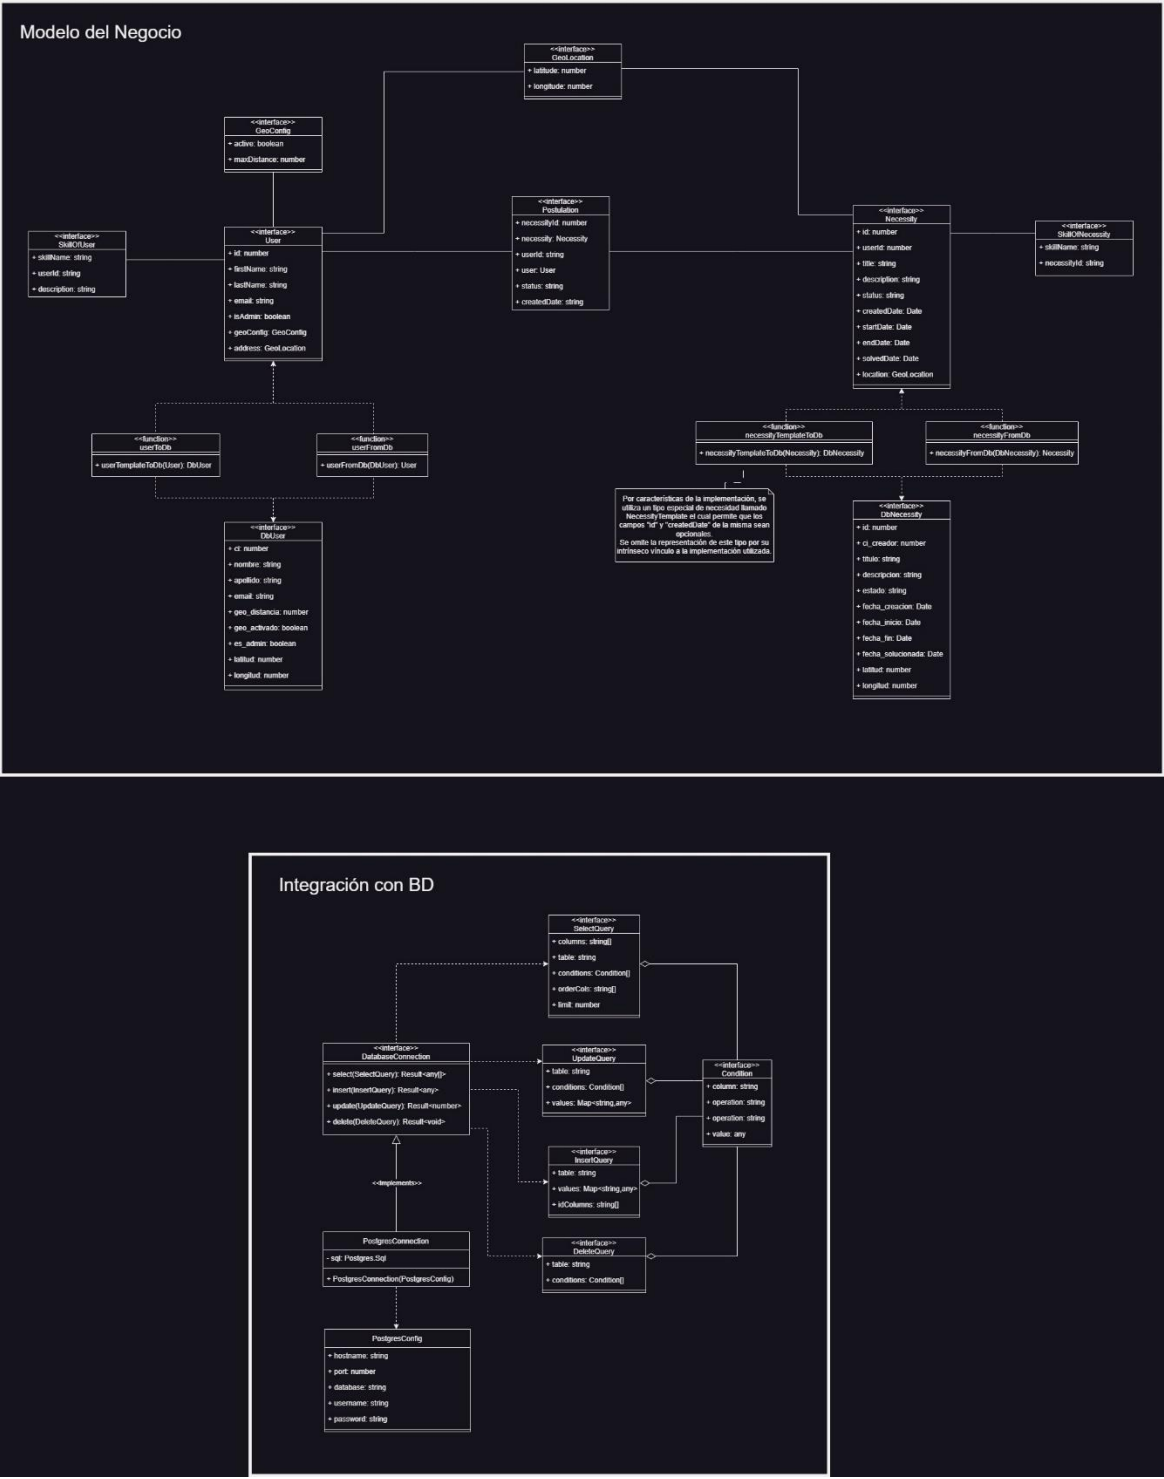 Modelo del Negocio
<<interface>>
GeoLocation
+ latitude: number
+ longitude: number
<<interface>>
GeoConfig
+ active: boolean
+ maxDistance: number
<<interface>>
SkillOfUser
+ skillName: string
+ userId: string
+ description: string
<<interface>>
User
+ id: number
+ firstName: string
+ lastName: string
+ email: string
+ isAdmin: boolean
+ geoConfig: GeoConfig
+ address: GeoLocation
<<interface>>
Postulation
+ necessityId: number
+ necessity: Necessity
+ userId: string
+ user: User
+ status: string
+ createdDate: string
<<interface>>
Necessity
+ id: number
+ userId: number
+ title: string
+ description: string
+ status: string
+ createdDate: Date
+ startDate: Date
+ endDate: Date
+ solvedDate: Date
+ location: GeoLocation
<<interface>>
SkillOfNecessity
+ skillName: string
+ necessityId: string
<<function>>
userToDb
+ userTemplateToDb(User): DbUser
<<function>>
userFromDb
+ userFromDb(DbUser): User
<<function>>
necessityTemplateToDb
+ necessityTemplateToDb(Necessity): DbNecessity
<<function>>
necessityFromDb
+ necessityFromDb(DbNecessity): Necessity
Por características de la implementación, se
utiliza un tipo especial de necesidad llamado
NecessityTemplate el cual permite que los
campos "id" y "createdDate" de la misma sean
opcionales.
Se omite la representación de este tipo por su
intrínseco vínculo a la implementación utilizada.
<<interface>>
DbUser
+ ci: number
+ nombre: string
+ apellido: string
+ email: string
+ geo_distancia: number
+ geo_activado: boolean
+ es_admin: boolean
+ latitud: number
+ longitud: number
<<interface>>
DbNecessity
+ id: number
+ ci_creador: number
+ titulo: string
+ descripcion: string
+ estado: string
+ fecha_creacion: Date
+ fecha_inicio: Date
+ fecha_fin: Date
+ fecha_solucionada: Date
+ latitud: number
+ longitud: number
Integración con BD
<<interface>>
SelectQuery
+ columns: string[]
+ table: string
+ conditions: Condition[]
+ orderCols: string[]
+ limit: number
<<interface>>
DatabaseConnection
+ select(SelectQuery): Result<any[]>
+ insert(InsertQuery): Result<any>
+ update(UpdateQuery): Result<number>
+ delete(DeleteQuery): Result<void>
<<interface>>
UpdateQuery
+ table: string
+ conditions: Condition[]
+ values: Map<string,any>
<<interface>>
Condition
+ column: string
+ operation: string
+ operation: string
+ value: any
<<interface>>
InsertQuery
+ table: string
+ values: Map<string,any>
+ idColumns: string[]
<<Implements>>
<<interface>>
DeleteQuery
+ table: string
+ conditions: Condition[]
PostgresConnection
- sql: Postgres.Sql
+ PostgresConnection(PostgresConfig)
PostgresConfig
+ hostname: string
+ port: number
+ database: string
+ username: string
+ password: string